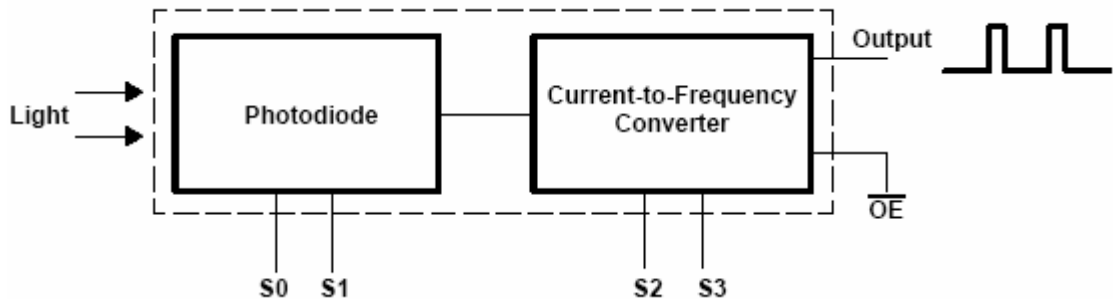 Output
Light
Photodiode
Current-to-Frequency
Converter
OE
S0 S1 S2 S3